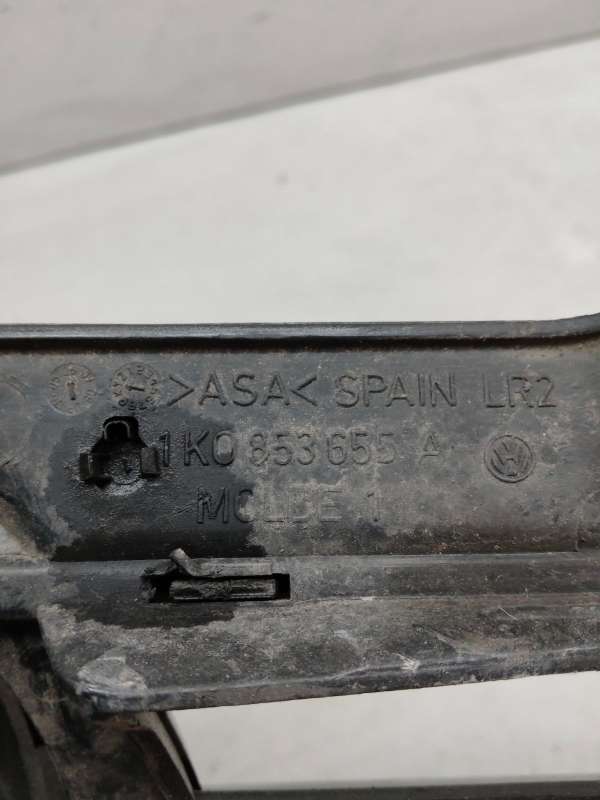 >ASA< SPAIN LR2
1K0 853 655 A
MOLDE 1